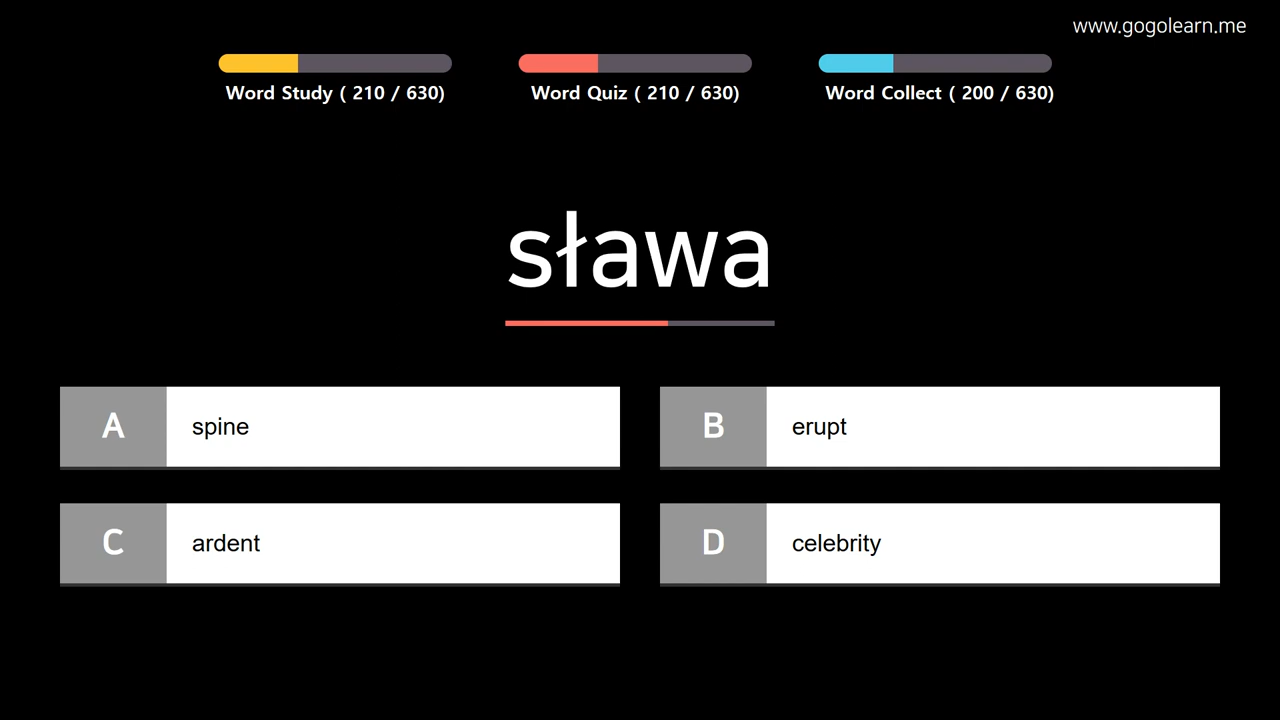 www.gogolearn.me
Word Study ( 210 / 630)
Word Quiz ( 210 / 630)
Word Collect ( 200 / 630)
sława
A spine
B erupt
C ardent
D celebrity